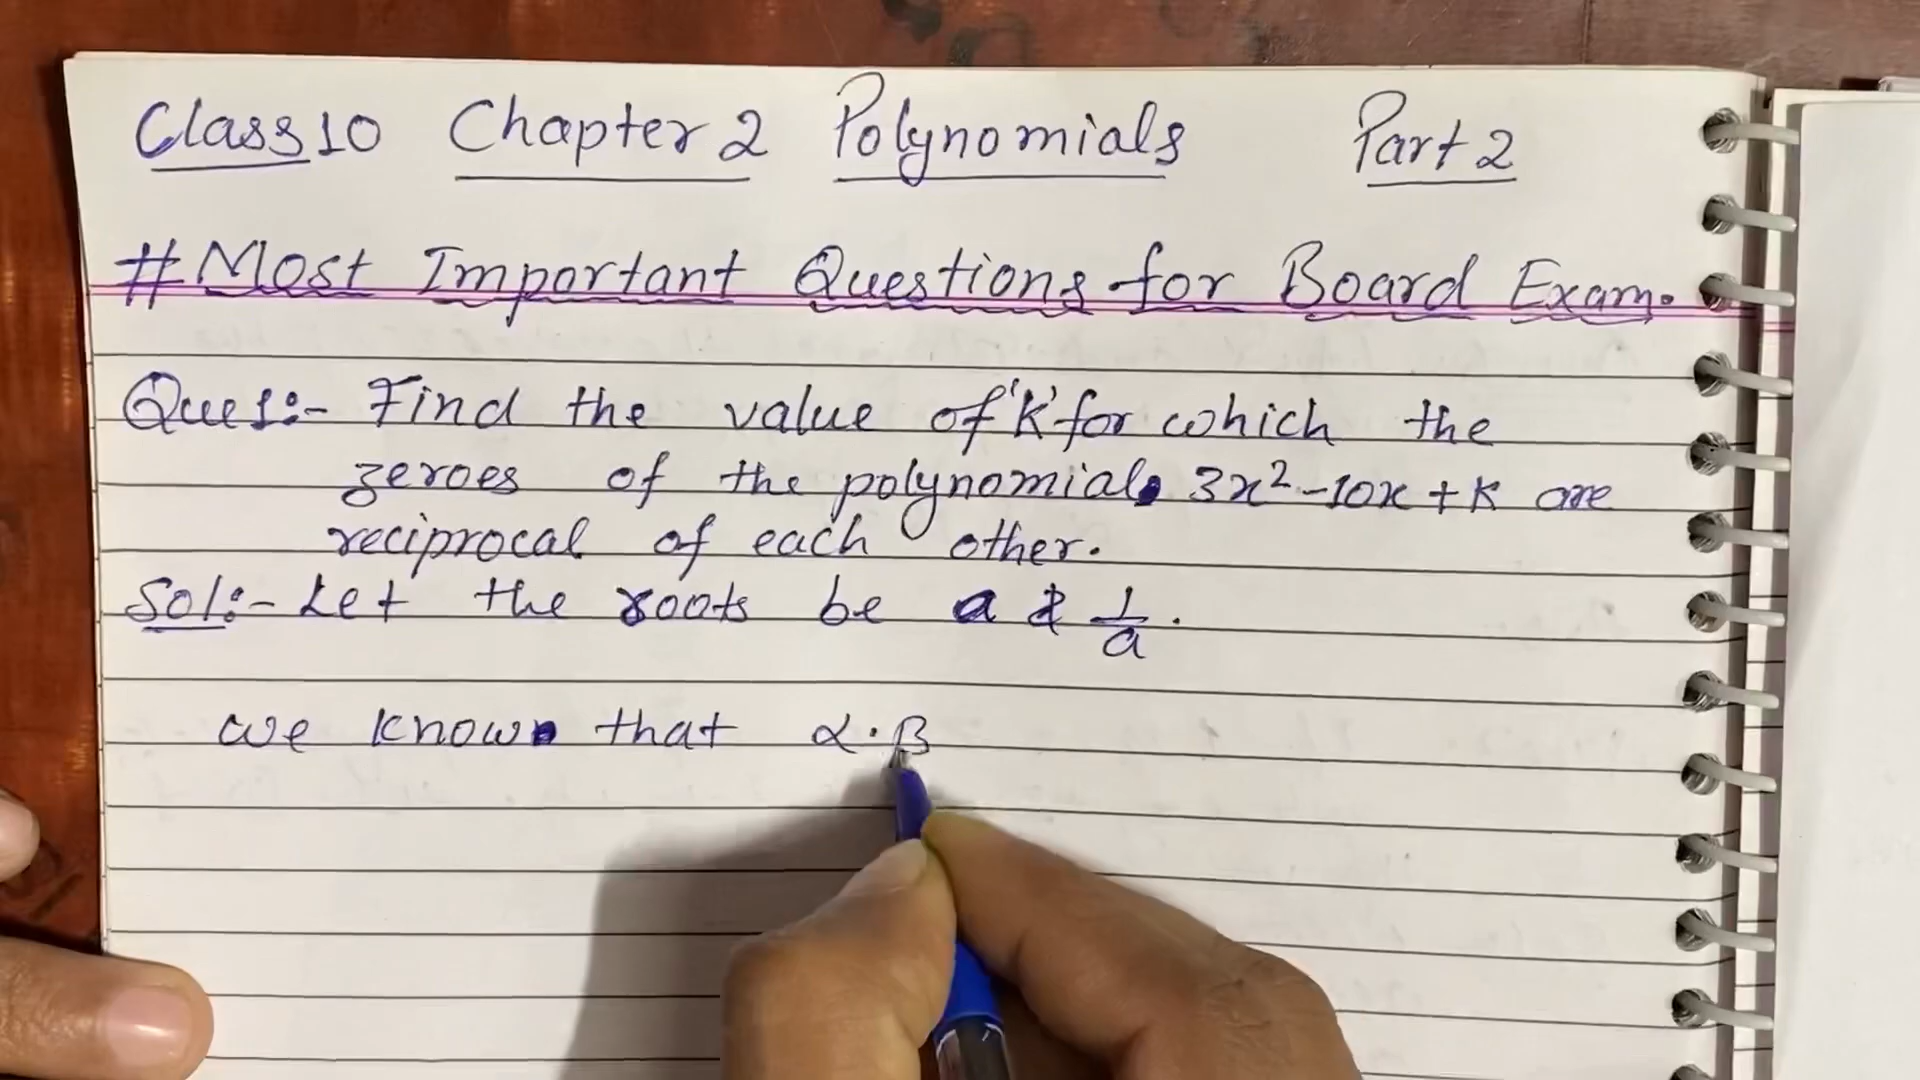 Class 10 Chapter 2 Polynomials Part 2
# Most Important Questions for Board Exam.
Ques:- Find the value of 'K' for which the
zeroes of the polynomial 3x² - 10x + K are
reciprocal of each other.
Sol:- Let the roots be a & 1/a.
we know that α·β